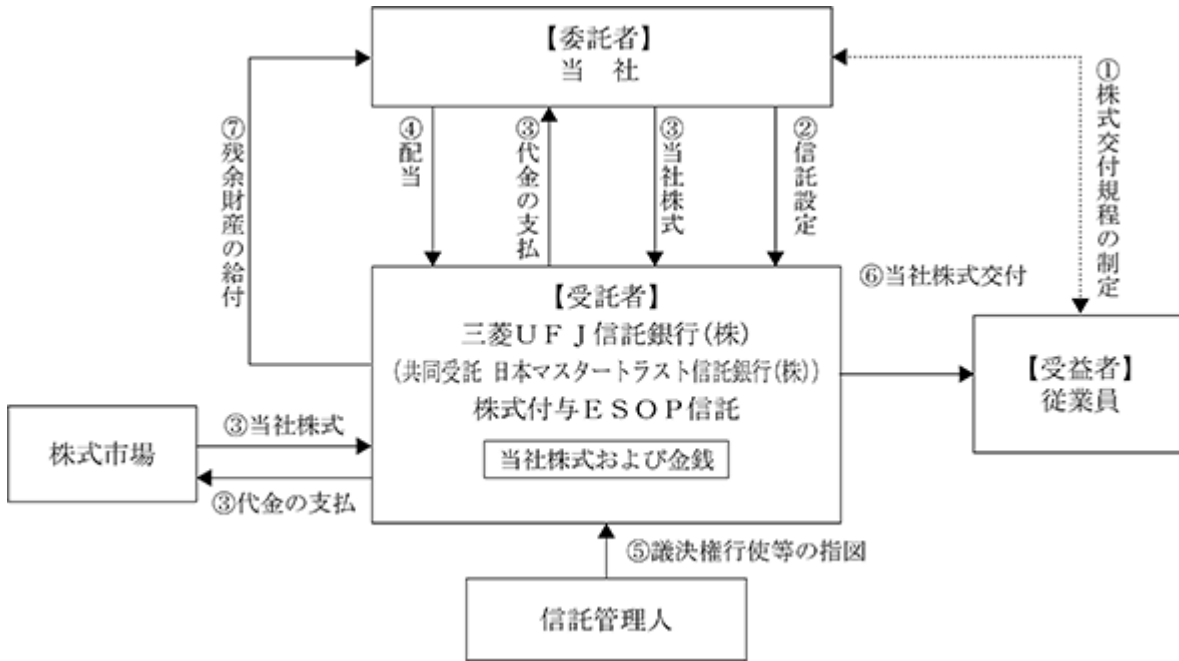 【委託者】
当　社
①株式交付規程の制定
⑦残余財産の給付
④配当
③代金の支払
③当社株式
②信託設定
【受託者】
三菱ＵＦＪ信託銀行(株)
(共同受託 日本マスタートラスト信託銀行(株))
株式付与ＥＳＯＰ信託
当社株式および金銭
⑥当社株式交付
【受益者】
従業員
株式市場
③当社株式
③代金の支払
⑤議決権行使等の指図
信託管理人